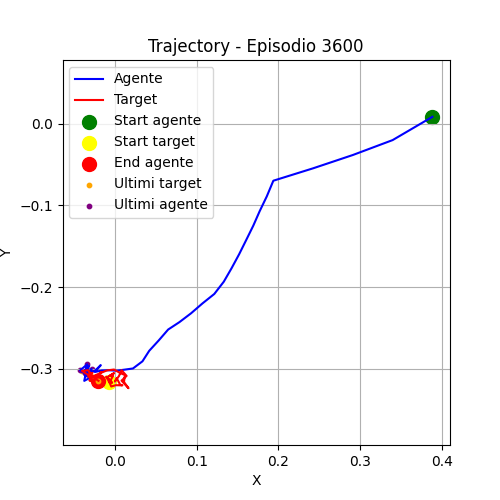 Trajectory - Episodio 3600
Agente
Target
Start agente
Start target
End agente
Ultimi target
Ultimi agente
0.0
−0.1
−0.2
−0.3
Y
0.0
0.1
0.2
0.3
0.4
X